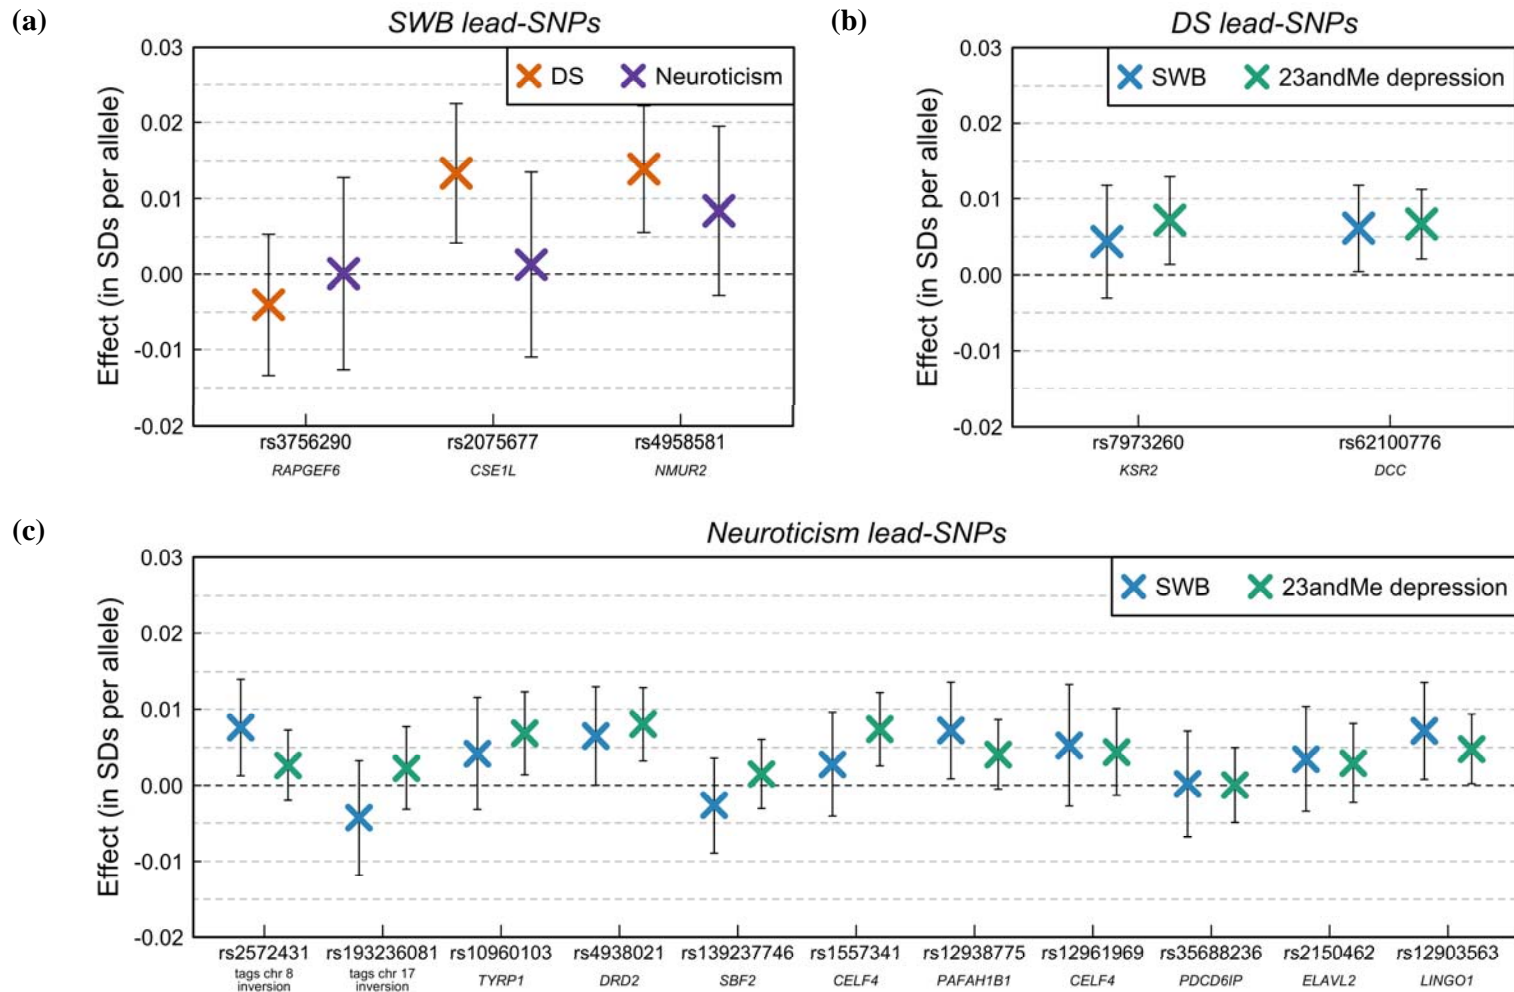 (a)
SWB lead-SNPs
DS Neuroticism
Effect (in SDs per allele)
0.03
0.02
0.01
0.00
-0.01
-0.02
rs3756290 rs2075677 rs4958581
RAPGEF6 CSE1L NMUR2
(b)
DS lead-SNPs
SWB 23andMe depression
Effect (in SDs per allele)
0.03
0.02
0.01
0.00
-0.01
-0.02
rs7973260 rs62100776
KSR2 DCC
(c)
Neuroticism lead-SNPs
SWB 23andMe depression
Effect (in SDs per allele)
0.03
0.02
0.01
0.00
-0.01
-0.02
rs2572431 rs193236081 rs10960103 rs4938021 rs139237746 rs1557341 rs12938775 rs12961969 rs35688236 rs2150462 rs12903563
tags chr 8 tags chr 17 TYRP1 DRD2 SBF2 CELF4 PAFAH1B1 CELF4 PDCD6IP ELAVL2 LINGO1
inversion inversion